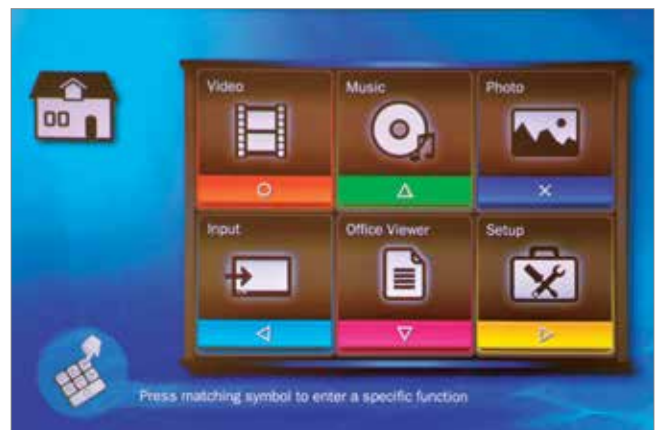 Video Music Photo
Input Office Viewer Setup
Press matching symbol to enter a specific function